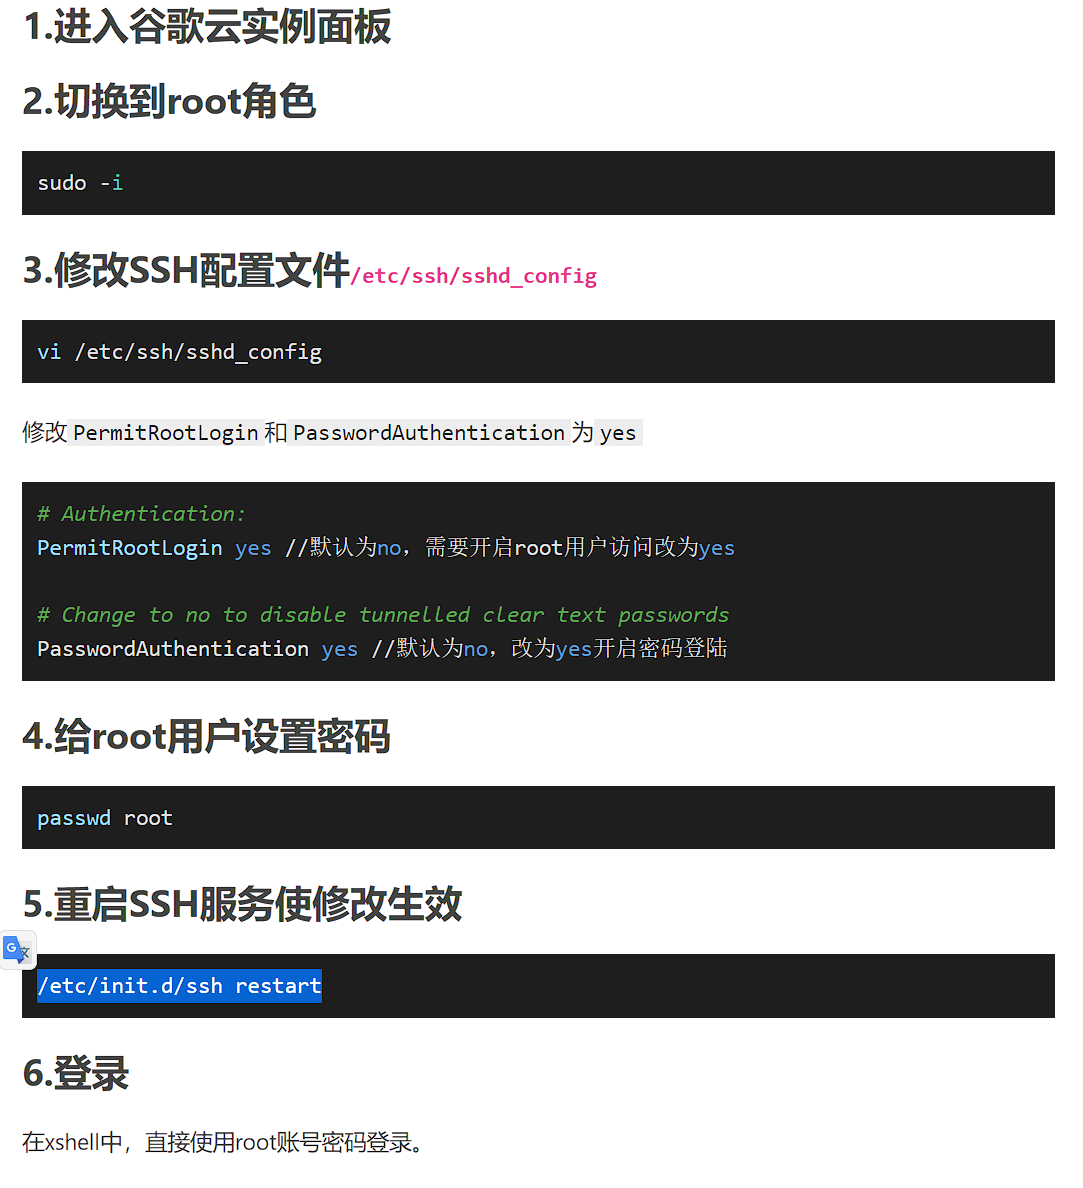 1.进入谷歌云实例面板
2.切换到root角色
sudo -i
3.修改SSH配置文件/etc/ssh/sshd_config
vi /etc/ssh/sshd_config
修改 PermitRootLogin 和 PasswordAuthentication 为 yes
# Authentication:
PermitRootLogin yes //默认为no，需要开启root用户访问改为yes
# Change to no to disable tunnelled clear text passwords
PasswordAuthentication yes //默认为no，改为yes开启密码登陆
4.给root用户设置密码
passwd root
5.重启SSH服务使修改生效
/etc/init.d/ssh restart
6.登录
在xshell中，直接使用root账号密码登录。